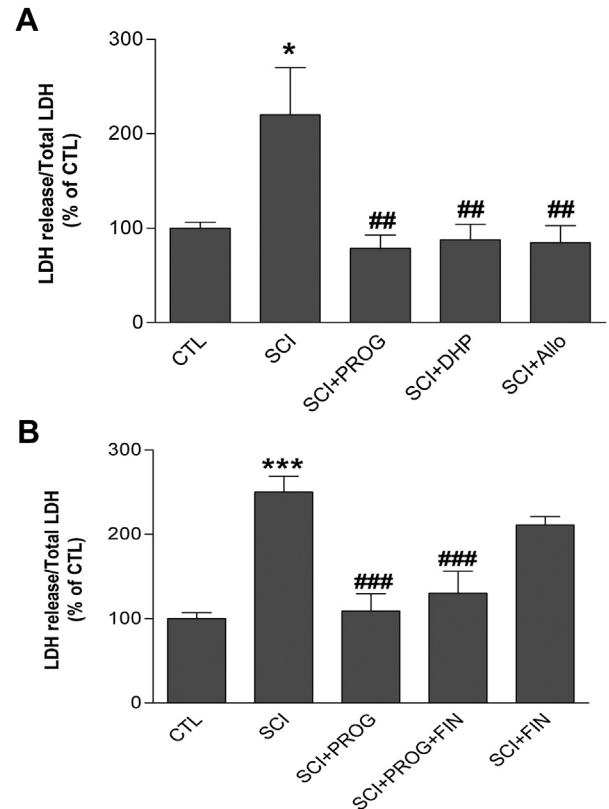 A
LDH release/Total LDH
(% of CTL)
300
200
100
0
*
##
##
##
CTL
SCI
SCI+PROG
SCI+DHP
SCI+Allo
B
LDH release/Total LDH
(% of CTL)
300
200
100
0
***
###
###
CTL
SCI
SCI+PROG
SCI+PROG+FIN
SCI+FIN